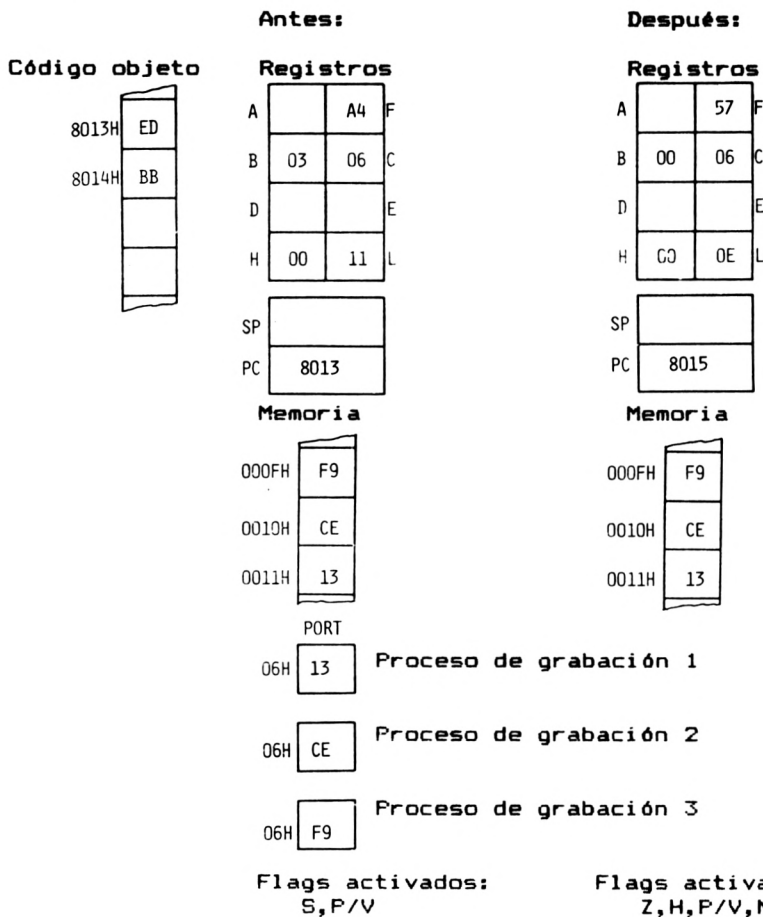 Antes:
Después:
Código objeto
Registros
Registros
8013H ED
8014H BB
A A4 F
B 03 06 C
D E
H 00 11 L
SP
PC 8013
A 57 F
B 00 06 C
D E
H 00 0E L
SP
PC 8015
Memoria
Memoria
000FH F9
0010H CE
0011H 13
000FH F9
0010H CE
0011H 13
PORT
06H 13 Proceso de grabación 1
06H CE Proceso de grabación 2
06H F9 Proceso de grabación 3
Flags activados:
S,P/V
Flags activa
Z,H,P/V,N